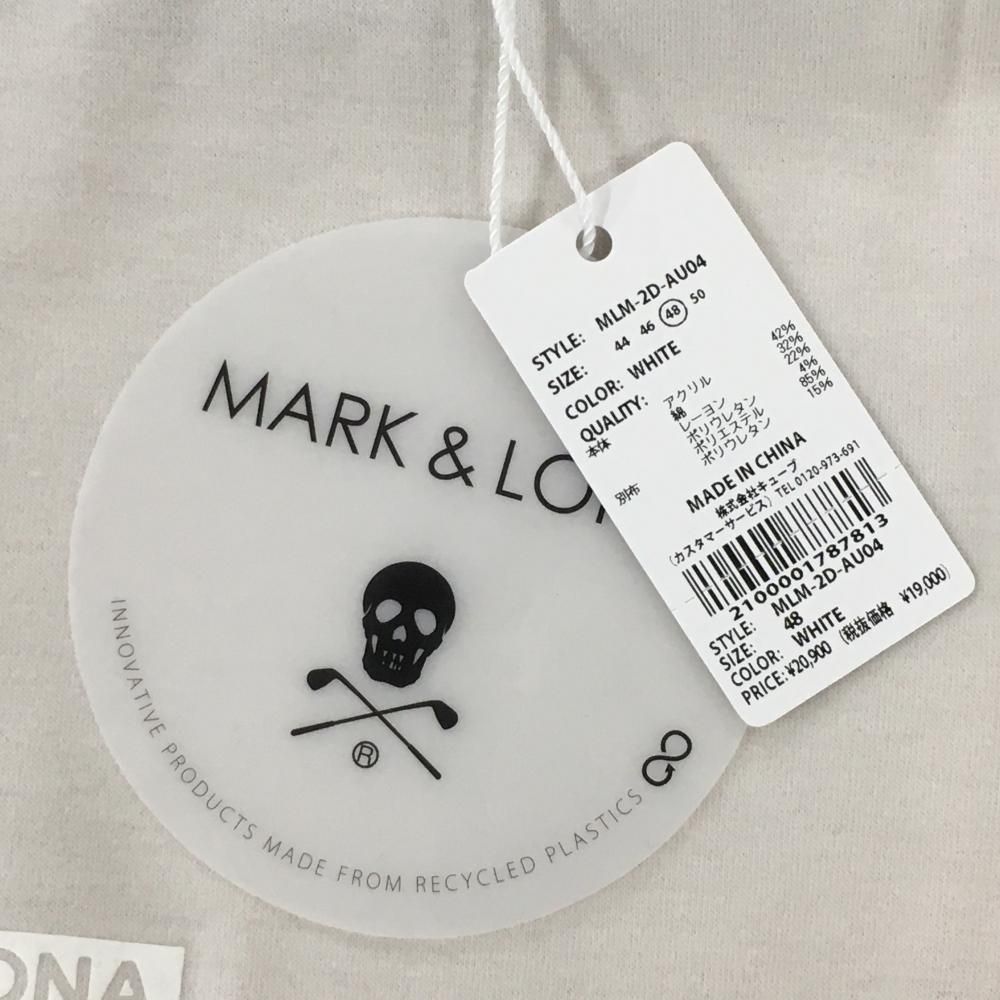 MARK & LO
®
INNOVATIVE PRODUCTS MADE FROM RECYCLED PLASTICS
STYLE: MLM-2D-AU04
SIZE: 44 46 48 50
COLOR: WHITE
QUALITY:
本体 アクリル 42%
綿 32%
レーヨン 22%
ポリウレタン 4%
別布 ポリエステル 85%
ポリウレタン 15%
MADE IN CHINA
株式会社キューブ
(カスタマーサービス) TEL0120-973-691
2100001787813
STYLE: MLM-2D-AU04
SIZE: 48
COLOR: WHITE
PRICE: ¥20,900 (税抜価格 ¥19,000)
ONA